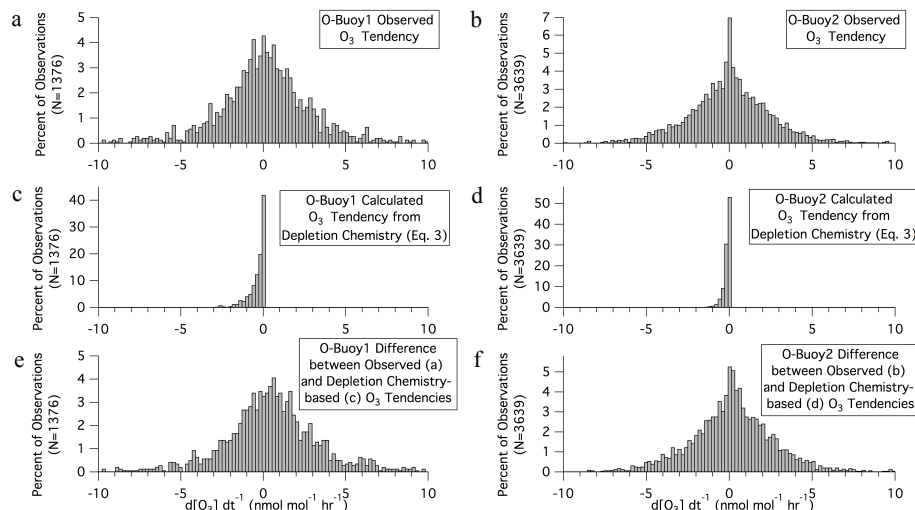 a
O-Buoy1 Observed
O3 Tendency
Percent of Observations
(N=1376)
5
4
3
2
1
0
-10
-5
0
5
10
b
O-Buoy2 Observed
O3 Tendency
Percent of Observations
(N=3639)
7
6
5
4
3
2
1
0
-10
-5
0
5
10
c
O-Buoy1 Calculated
O3 Tendency from
Depletion Chemistry (Eq. 3)
Percent of Observations
(N=1376)
40
30
20
10
0
-10
-5
0
5
10
d
O-Buoy2 Calculated
O3 Tendency from
Depletion Chemistry (Eq. 3)
Percent of Observations
(N=3639)
50
40
30
20
10
0
-10
-5
0
5
10
e
O-Buoy1 Difference
between Observed (a)
and Depletion Chemistry-
based (c) O3 Tendencies
Percent of Observations
(N=1376)
5
4
3
2
1
0
-10
-5
0
5
10
d[O3] dt-1 (nmol mol-1 hr-1)
f
O-Buoy2 Difference
between Observed (b)
and Depletion Chemistry-
based (d) O3 Tendencies
Percent of Observations
(N=3639)
5
4
3
2
1
0
-10
-5
0
5
10
d[O3] dt-1 (nmol mol-1 hr-1)